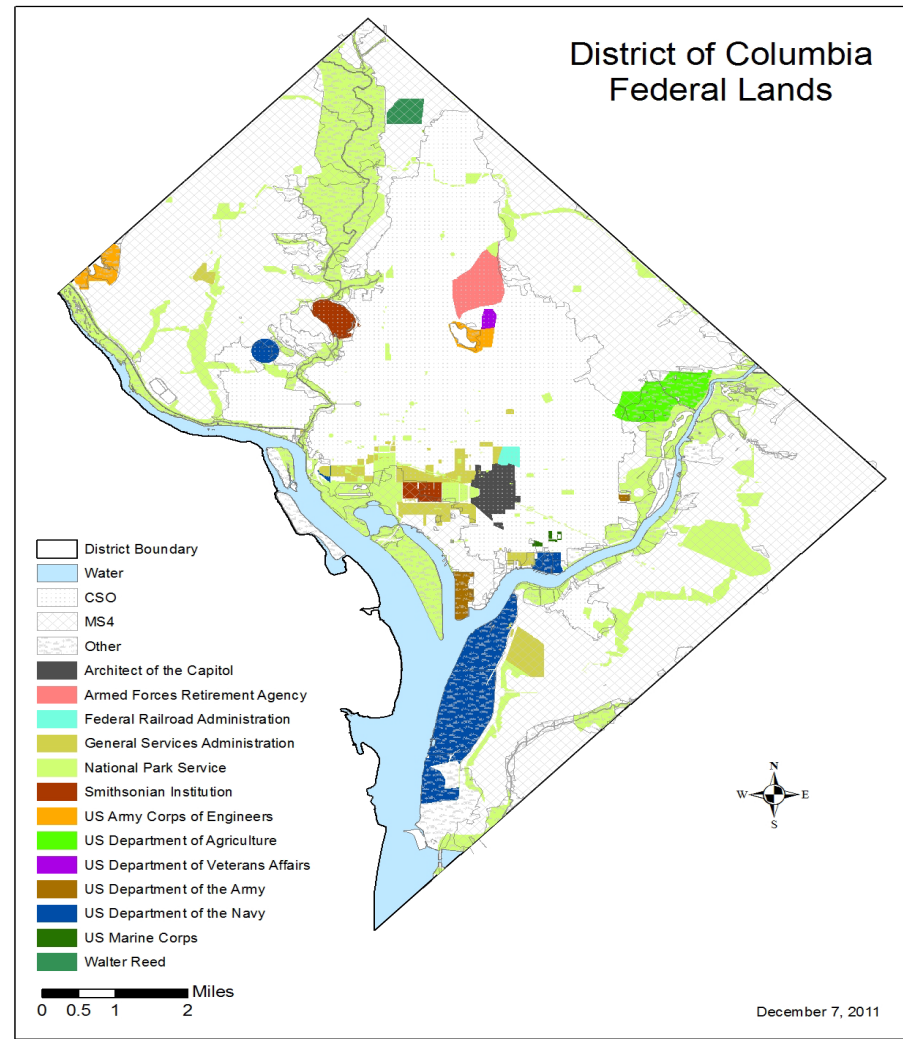 District of Columbia
Federal Lands
District Boundary
Water
CSO
MS4
Other
Architect of the Capitol
Armed Forces Retirement Agency
Federal Railroad Administration
General Services Administration
National Park Service
Smithsonian Institution
US Army Corps of Engineers
US Department of Agriculture
US Department of Veterans Affairs
US Department of the Army
US Department of the Navy
US Marine Corps
Walter Reed
N
W E
S
Miles
0 0.5 1 2
December 7, 2011